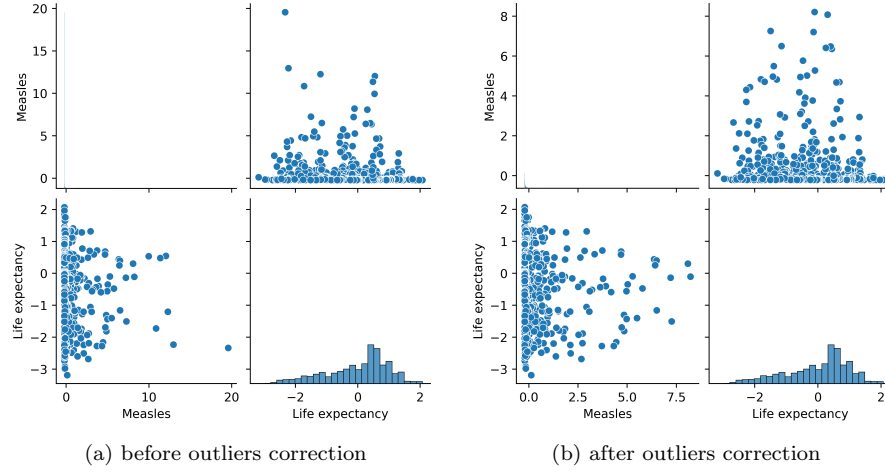 20
15
10
5
0
Measles
8
6
4
2
0
Measles
2
1
0
−1
−2
−3
Life expectancy
0 10 20
Measles
−2 0 2
Life expectancy
2
1
0
−1
−2
−3
Life expectancy
0.0 2.5 5.0 7.5
Measles
−2 0 2
Life expectancy
(a) before outliers correction
(b) after outliers correction